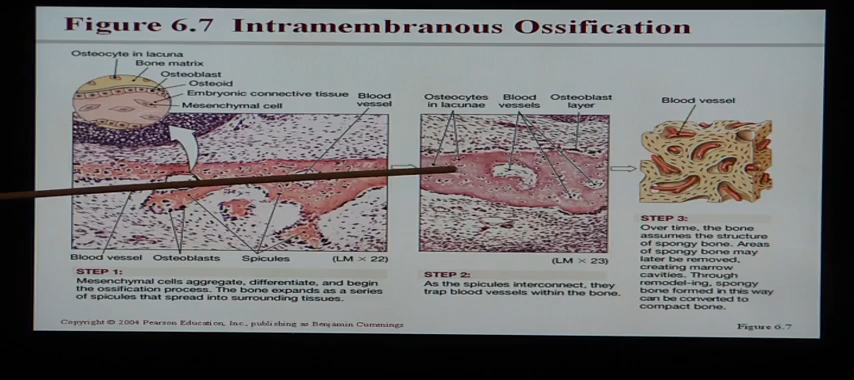 Figure 6.7 Intramembranous Ossification
Osteocyte in lacuna
Bone matrix
Osteoblast
Osteoid
Embryonic connective tissue
Mesenchymal cell
Blood
vessel
Blood vessel
Osteoblasts
Spicules
(LM × 22)
STEP 1:
Mesenchymal cells aggregate, differentiate, and begin
the ossification process. The bone expands as a series
of spicules that spread into surrounding tissues.
Osteocytes
in lacunae
Blood
vessels
Osteoblast
layer
(LM × 23)
STEP 2:
As the spicules interconnect, they
trap blood vessels within the bone.
Blood vessel
STEP 3:
Over time, the bone
assumes the structure
of spongy bone. Areas
of spongy bone may
later be removed,
creating marrow
cavities. Through
remodel-ing, spongy
bone formed in this way
can be converted to
compact bone.
Copyright © 2004 Pearson Education, Inc., publishing as Benjamin Cummings
Figure 6.7